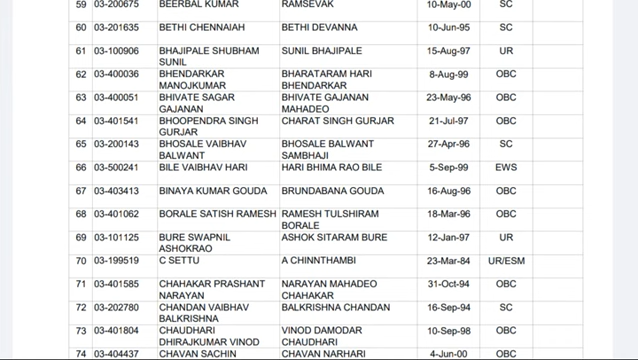 59 03-200675 BEERBAL KUMAR RAMSEVAK 10-May-00 SC
60 03-201635 BETHI CHENNAIAH BETHI DEVANNA 10-Jun-95 SC
61 03-100906 BHAJIPALE SHUBHAM SUNIL BHAJIPALE 15-Aug-97 UR
SUNIL
62 03-400036 BHENDARKAR BHARATARAM HARI 8-Aug-99 OBC
MANOJKUMAR BHENDARKAR
63 03-400051 BHIVATE SAGAR BHIVATE GAJANAN 23-May-96 OBC
GAJANAN MAHADEO
64 03-401541 BHOOPENDRA SINGH CHARAT SINGH GURJAR 21-Jul-97 OBC
GURJAR
65 03-200143 BHOSALE VAIBHAV BHOSALE BALWANT 27-Apr-96 SC
BALWANT SAMBHAJI
66 03-500241 BILE VAIBHAV HARI HARI BHIMA RAO BILE 5-Sep-99 EWS
67 03-403413 BINAYA KUMAR GOUDA BRUNDABANA GOUDA 16-Aug-96 OBC
68 03-401062 BORALE SATISH RAMESH RAMESH TULSHIRAM 18-Mar-96 OBC
BORALE
69 03-101125 BURE SWAPNIL ASHOK SITARAM BURE 12-Jan-97 UR
ASHOKRAO
70 03-199519 C SETTU A CHINNTHAMBI 23-Mar-84 UR/ESM
71 03-401585 CHAHAKAR PRASHANT NARAYAN MAHADEO 31-Oct-94 OBC
NARAYAN CHAHAKAR
72 03-202780 CHANDAN VAIBHAV BALKRISHNA CHANDAN 16-Sep-94 SC
BALKRISHNA
73 03-401804 CHAUDHARI VINOD DAMODAR 10-Sep-98 OBC
DHIRAJKUMAR VINOD CHAUDHARI
74 03-404437 CHAVAN SACHIN CHAVAN NARHARI 4-Jun-00 OBC